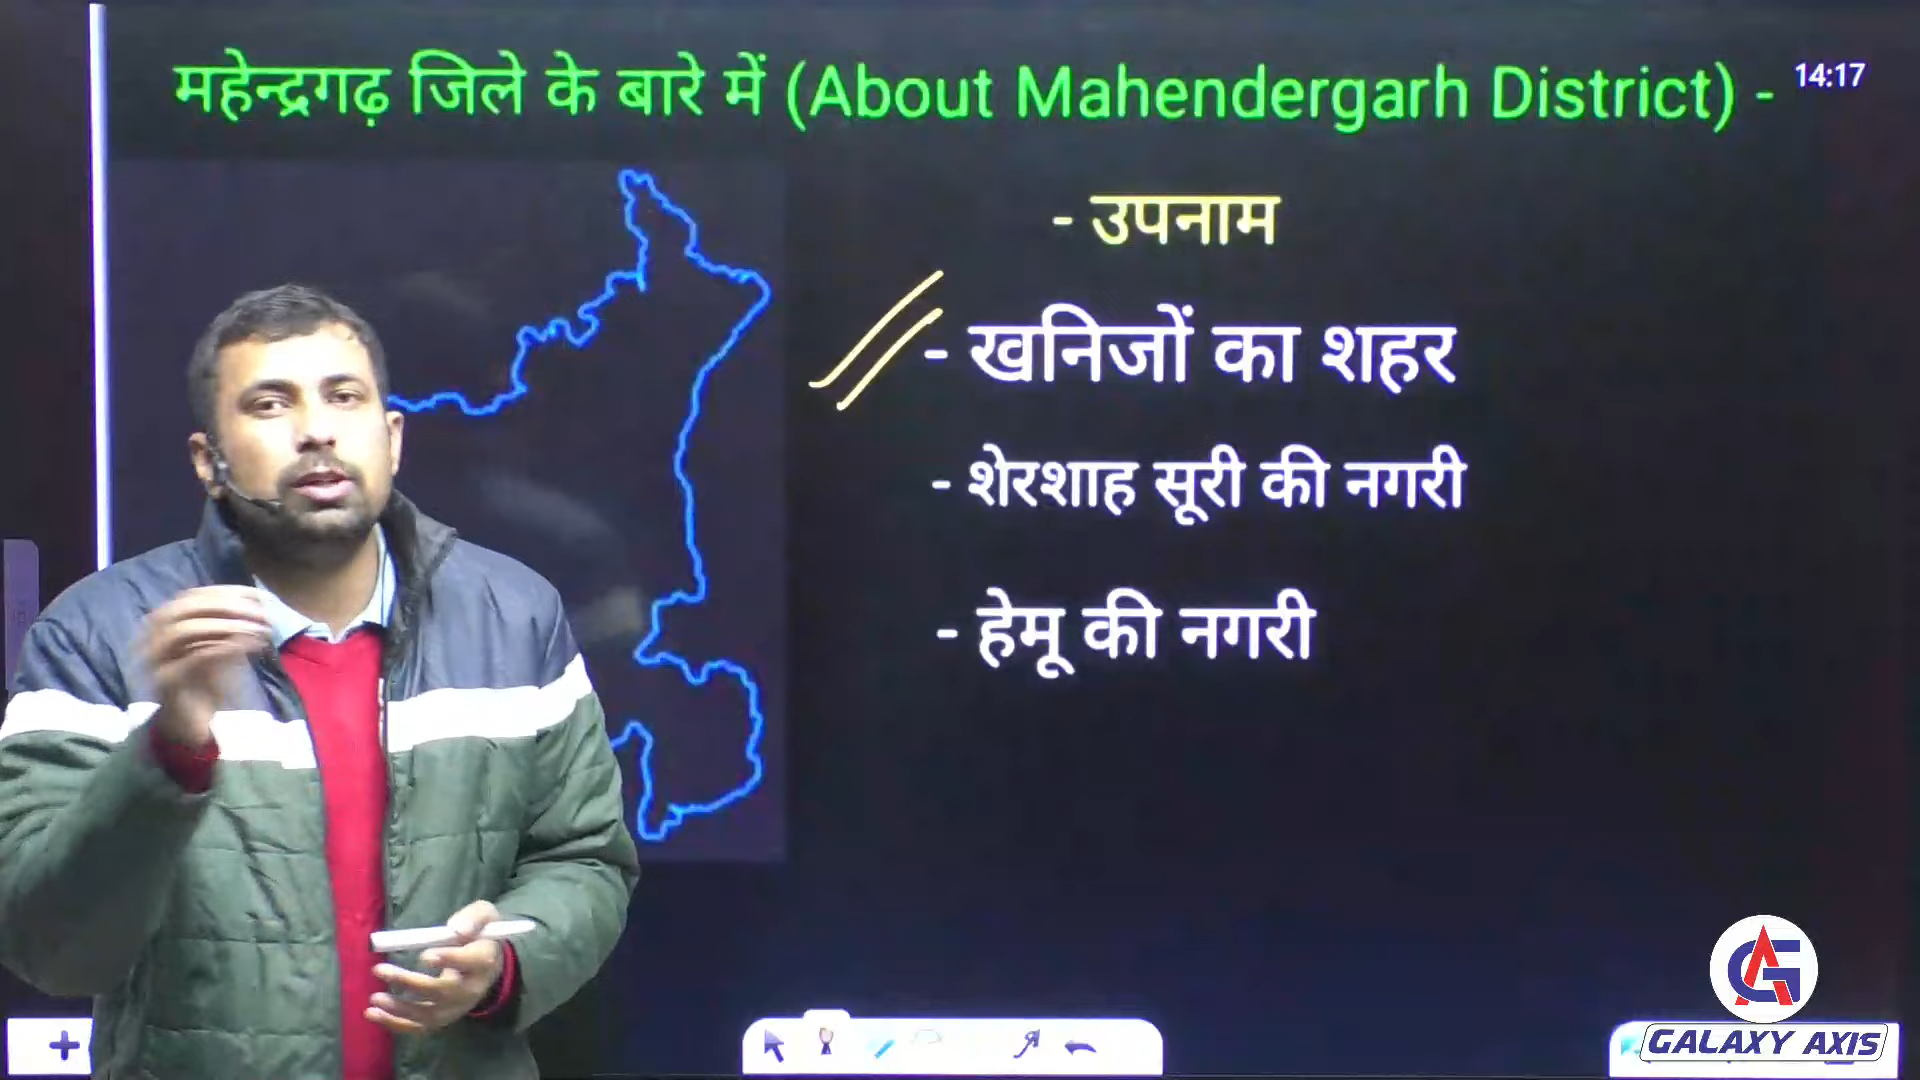 महेन्द्रगढ़ जिले के बारे में (About Mahendergarh District) -
14:17
- उपनाम
- खनिजों का शहर
- शेरशाह सूरी की नगरी
- हेमू की नगरी
GALAXY AXIS